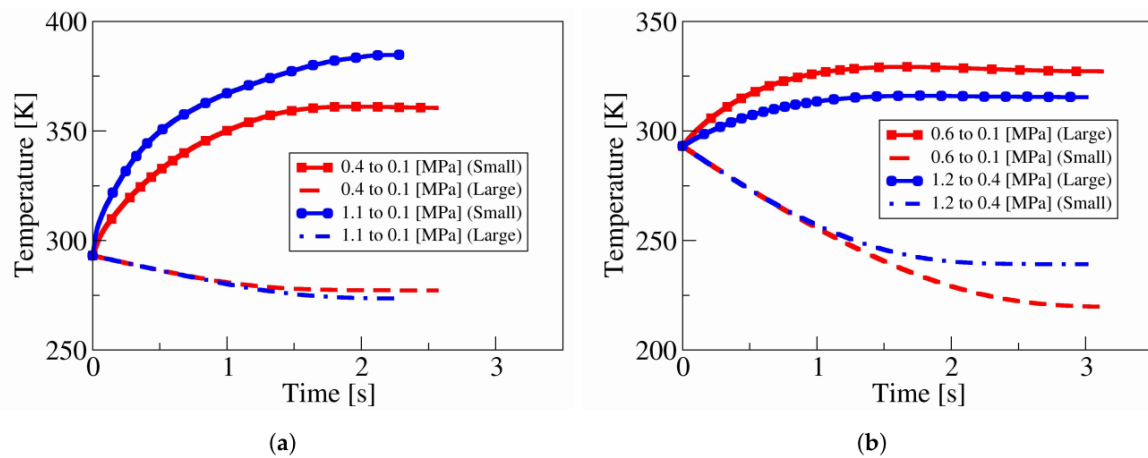 400
350
300
250
Temperature [K]
0.4 to 0.1 [MPa] (Small)
0.4 to 0.1 [MPa] (Large)
1.1 to 0.1 [MPa] (Small)
1.1 to 0.1 [MPa] (Large)
0 1 2 3
Time [s]
(a)
350
300
250
200
Temperature [K]
0.6 to 0.1 [MPa] (Large)
0.6 to 0.1 [MPa] (Small)
1.2 to 0.4 [MPa] (Large)
1.2 to 0.4 [MPa] (Small)
0 1 2 3
Time [s]
(b)